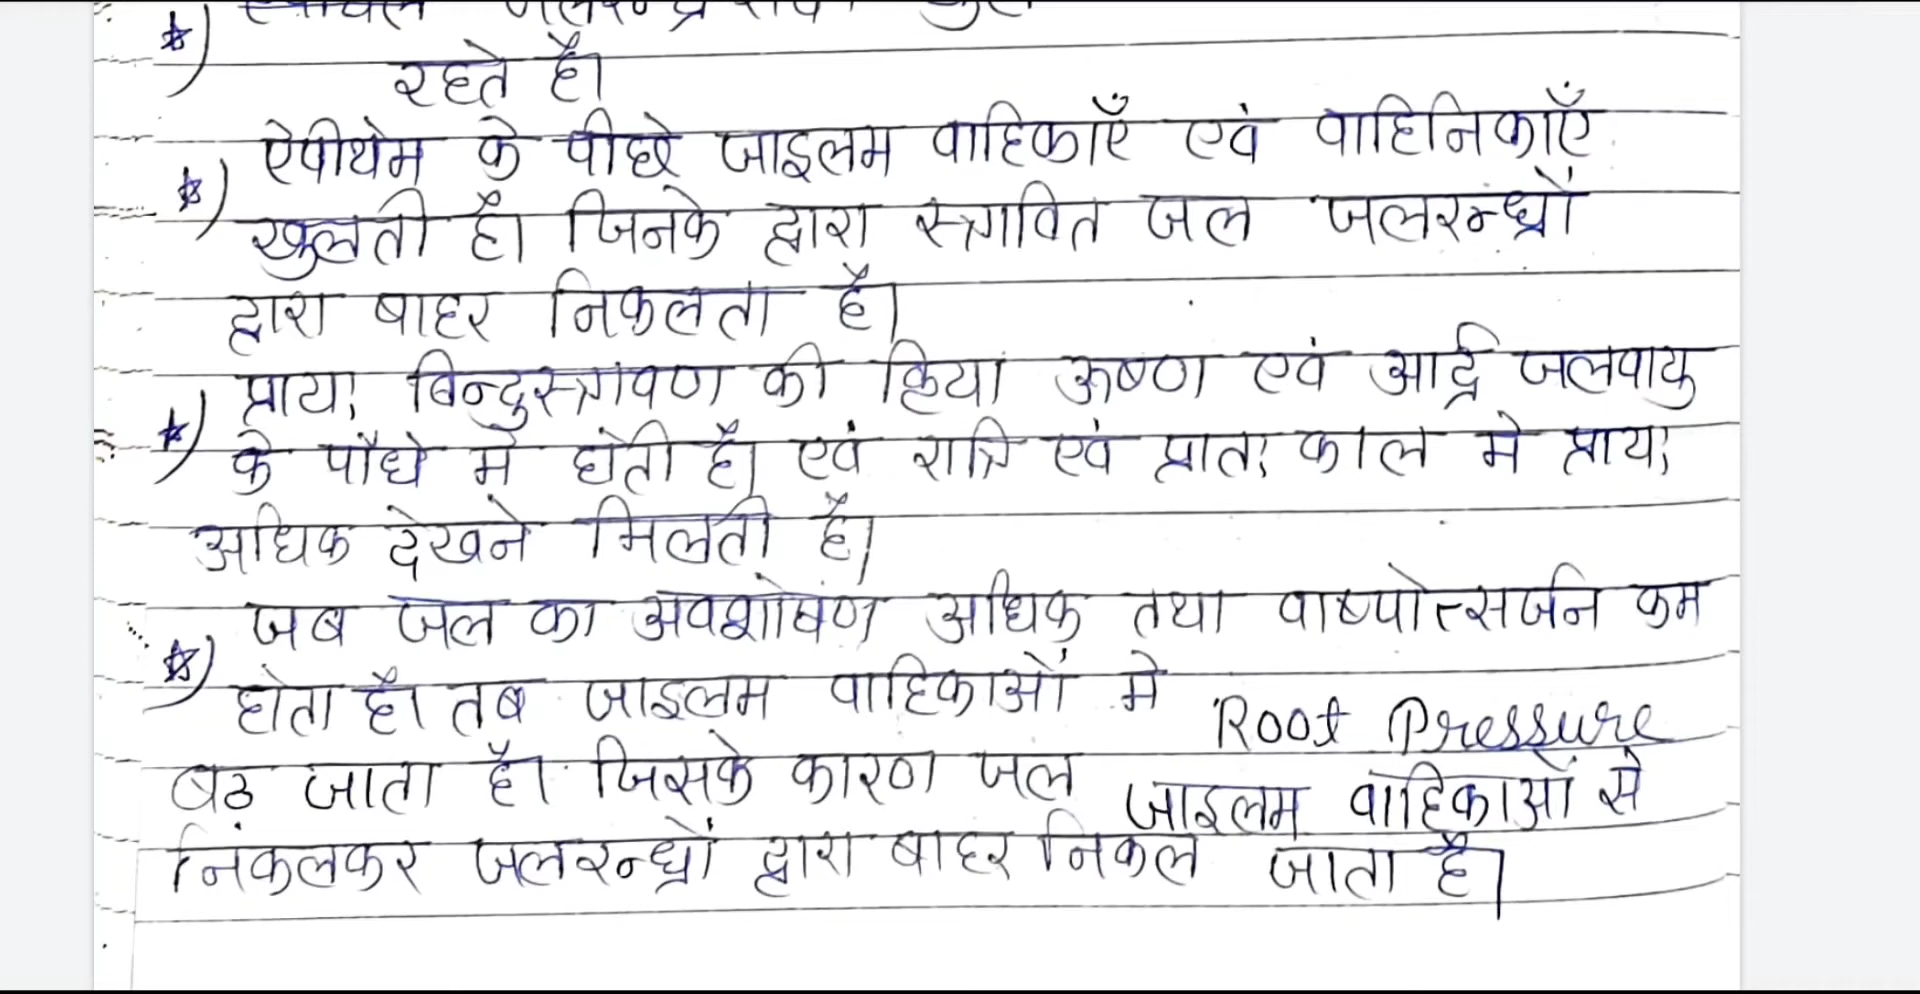 रहते है।
ऐपीथेम के पीछे जाइलम वाहिकाएँ एवं वाहिनिकाएँ
खुलती है। जिनके द्वारा स्त्रावित जल जलरन्ध्रों
द्वारा बाहर निकलता है।
प्रायः बिन्दुस्त्रावण की क्रिया ऊष्ण एवं आर्द्र जलवायु
के पौधे मे होती है। एवं रात्रि एवं प्रातः काल मे प्रायः
अधिक देखने मिलती है।
जब जल का अवशोषण अधिक तथा वाष्पोत्सर्जन कम
होता है। तब जाइलम वाहिकाओं मे Root Pressure
बढ़ जाता है। जिसके कारण जल जाइलम वाहिकाओं से
निकलकर जलरन्ध्रों द्वारा बाहर निकल जाता है।